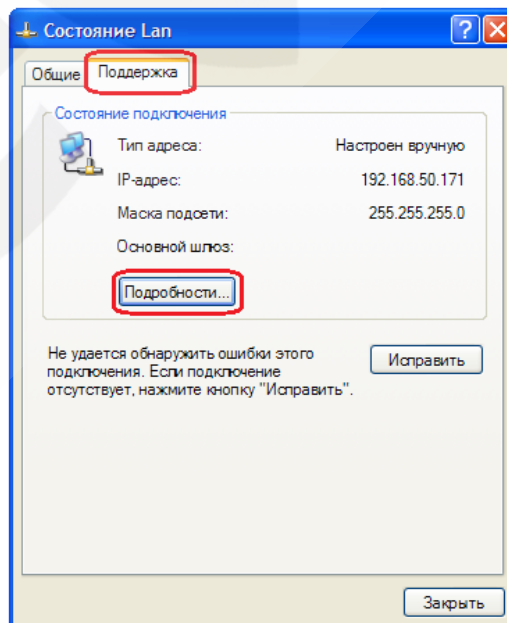 Состояние Lan
Общие Поддержка
Состояние подключения
Тип адреса: Настроен вручную
IP-адрес: 192.168.50.171
Маска подсети: 255.255.255.0
Основной шлюз:
Подробности...
Не удается обнаружить ошибки этого
подключения. Если подключение
отсутствует, нажмите кнопку "Исправить".
Исправить
Закрыть